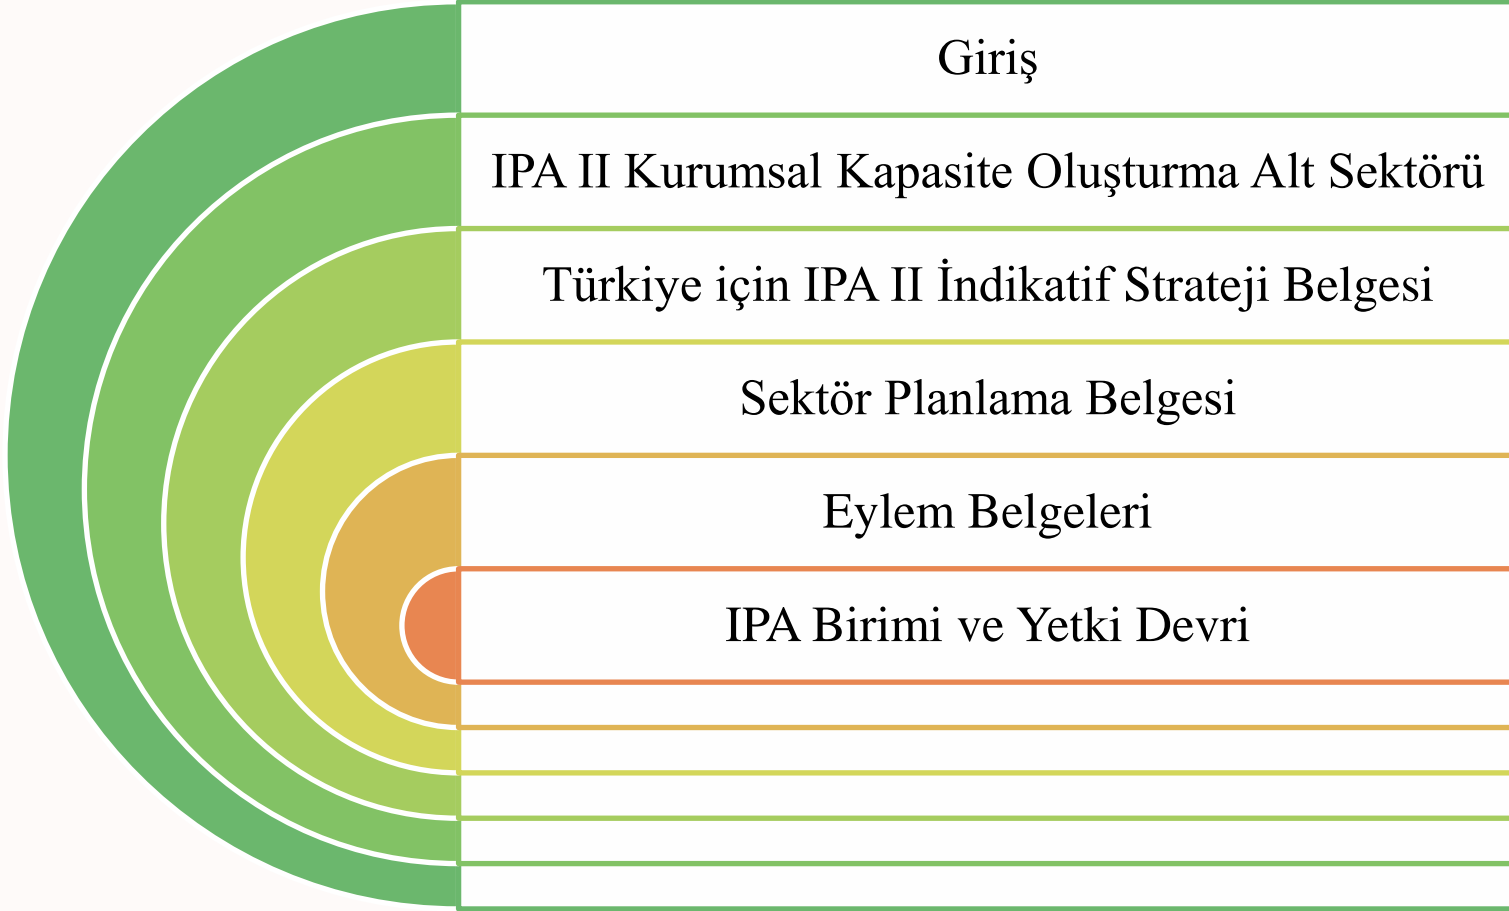 Giriş
IPA II Kurumsal Kapasite Oluşturma Alt Sektörü
Türkiye için IPA II İndikatif Strateji Belgesi
Sektör Planlama Belgesi
Eylem Belgeleri
IPA Birimi ve Yetki Devri